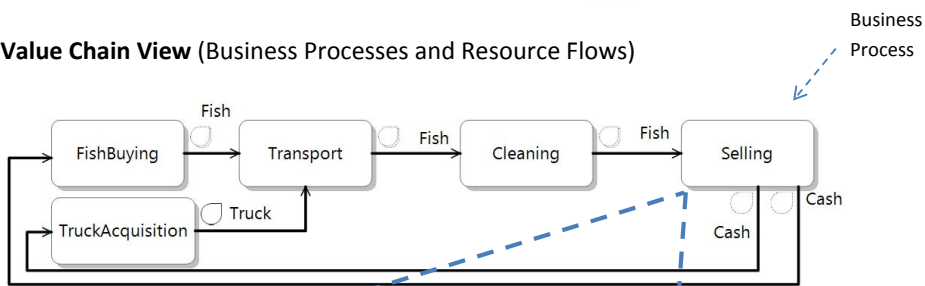 Business
Process
Value Chain View (Business Processes and Resource Flows)
Fish
FishBuying
Transport
Fish
Cleaning
Fish
Selling
TruckAcquisition
Truck
Cash
Cash